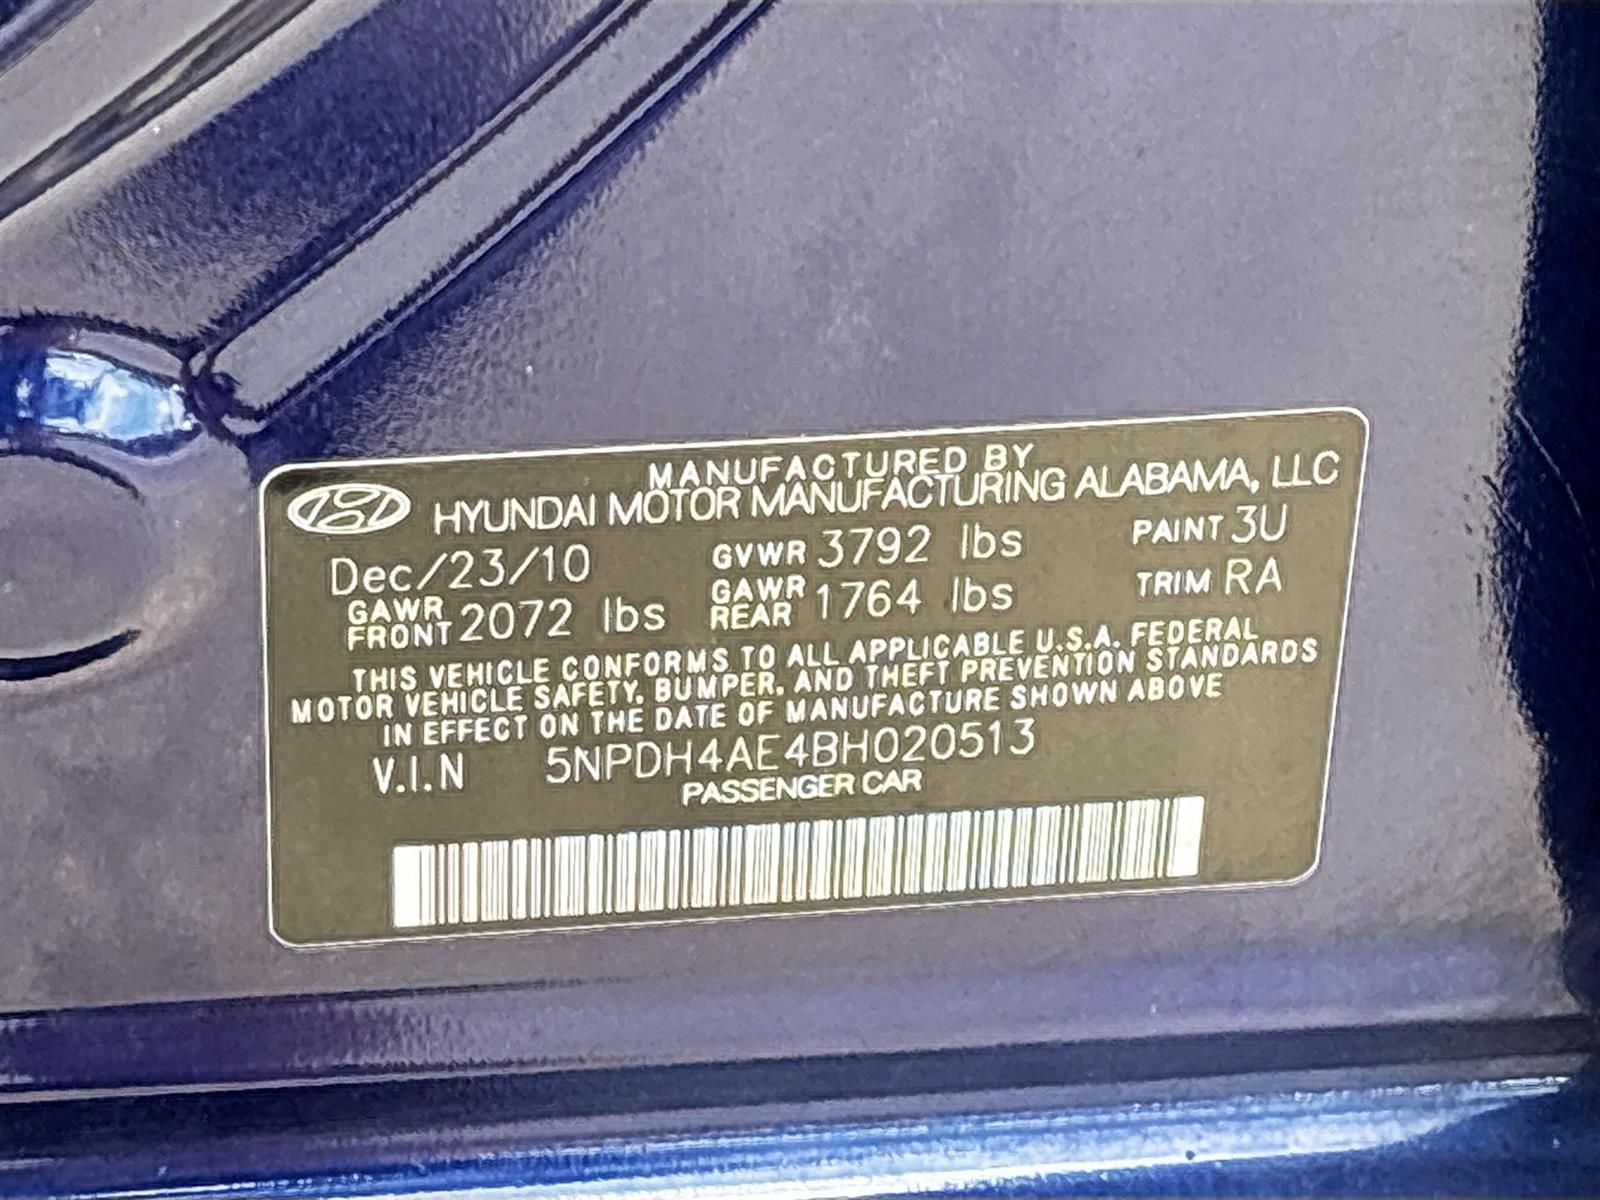 MANUFACTURED BY
HYUNDAI MOTOR MANUFACTURING ALABAMA, LLC
Dec/23/10 GVWR 3792 lbs PAINT 3U
GAWR FRONT 2072 lbs GAWR REAR 1764 lbs TRIM RA
THIS VEHICLE CONFORMS TO ALL APPLICABLE U.S.A. FEDERAL
MOTOR VEHICLE SAFETY, BUMPER, AND THEFT PREVENTION STANDARDS
IN EFFECT ON THE DATE OF MANUFACTURE SHOWN ABOVE
V.I.N 5NPDH4AE4BH020513
PASSENGER CAR